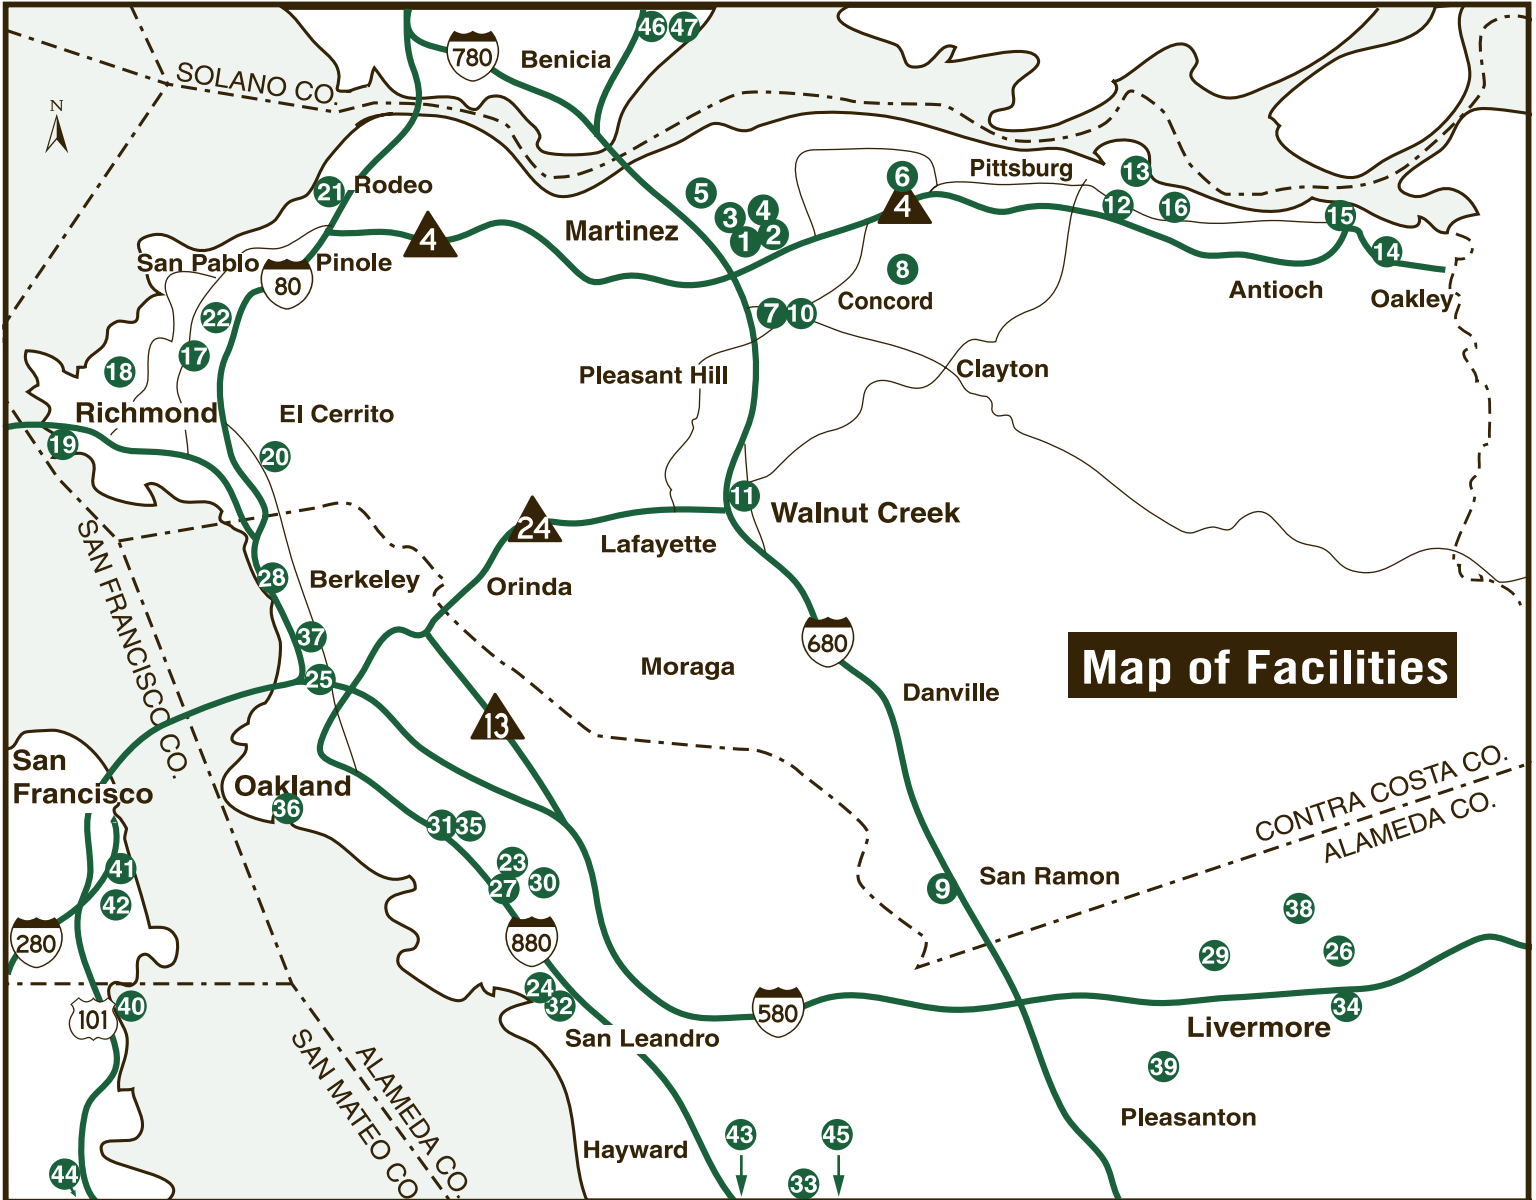 46 47
780
Benicia
SOLANO CO.
N
Pittsburg
13
6
21 Rodeo
5
4
3
4
12
16
15
Martinez
1
2
4
14
San Pablo
Pinole
80
8
Concord
Antioch
Oakley
22
7 10
17
18
Pleasant Hill
Clayton
Richmond
El Cerrito
19
20
11
Walnut Creek
24
Lafayette
SAN FRANCISCO CO.
28
Berkeley
Orinda
37
680
25
Moraga
Map of Facilities
Danville
13
San
Francisco
Oakland
36
CONTRA COSTA CO.
ALAMEDA CO.
31 35
41
23
27
30
San Ramon
9
42
38
280
880
29
26
24
32
40
101
580
34
San Leandro
Livermore
ALAMEDA CO.
SAN MATEO CO.
39
Pleasanton
43
45
Hayward
44
33